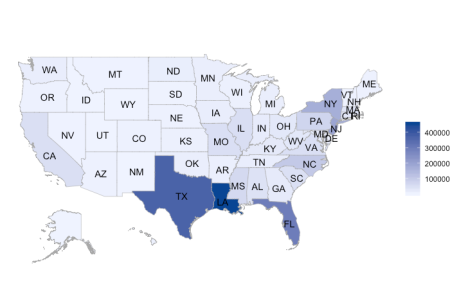 WA
MT
ND
MN
ME
OR
ID
SD
WI
VT
NH
NY
MA
CT
RI
WY
MI
IA
NE
PA
NJ
NV
UT
CO
IL
IN
OH
MD
DE
WV
VA
CA
KS
MO
KY
NC
TN
AZ
NM
OK
AR
SC
MS
AL
GA
TX
LA
FL
400000
300000
200000
100000